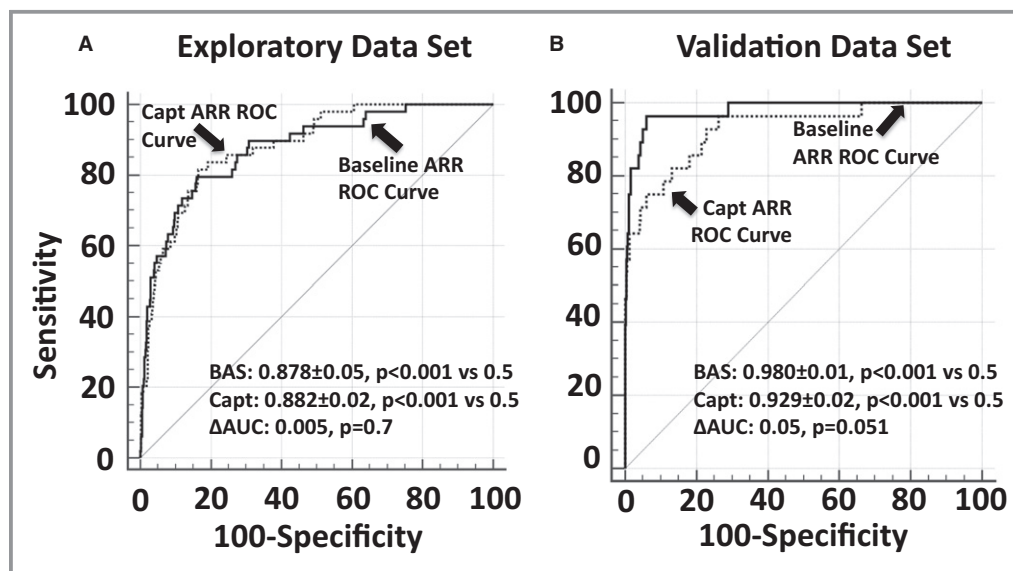 A
Exploratory Data Set
100
80
60
40
20
0
Sensitivity
Capt ARR ROC
Curve
Baseline ARR
ROC Curve
BAS: 0.878±0.05, p<0.001 vs 0.5
Capt: 0.882±0.02, p<0.001 vs 0.5
ΔAUC: 0.005, p=0.7
0 20 40 60 80 100
100-Specificity
B
Validation Data Set
100
80
60
40
20
0
Baseline
ARR ROC Curve
Capt ARR
ROC Curve
BAS: 0.980±0.01, p<0.001 vs 0.5
Capt: 0.929±0.02, p<0.001 vs 0.5
ΔAUC: 0.05, p=0.051
0 20 40 60 80 100
100-Specificity